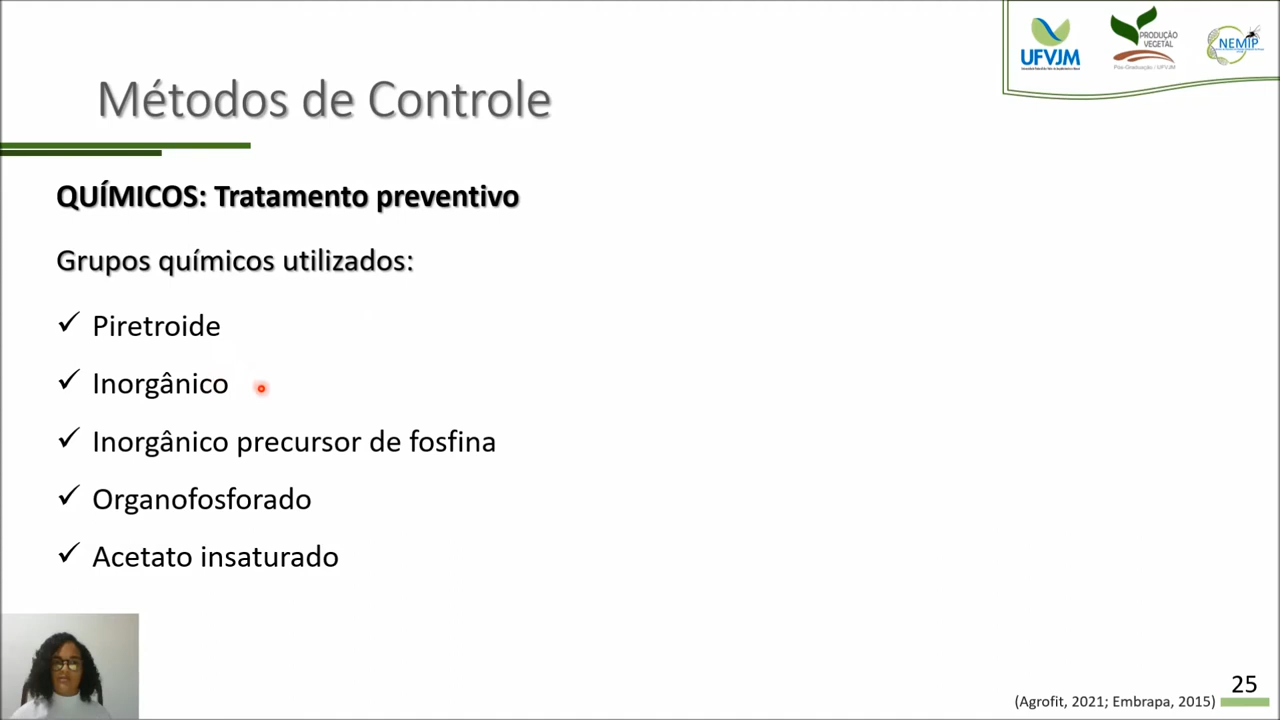 UFVJM
PRODUÇÃO
VEGETAL
Pós-Graduação / UFVJM
NEMIP
Métodos de Controle
QUÍMICOS: Tratamento preventivo
Grupos químicos utilizados:
✓ Piretroide
✓ Inorgânico
✓ Inorgânico precursor de fosfina
✓ Organofosforado
✓ Acetato insaturado
25
(Agrofit, 2021; Embrapa, 2015)